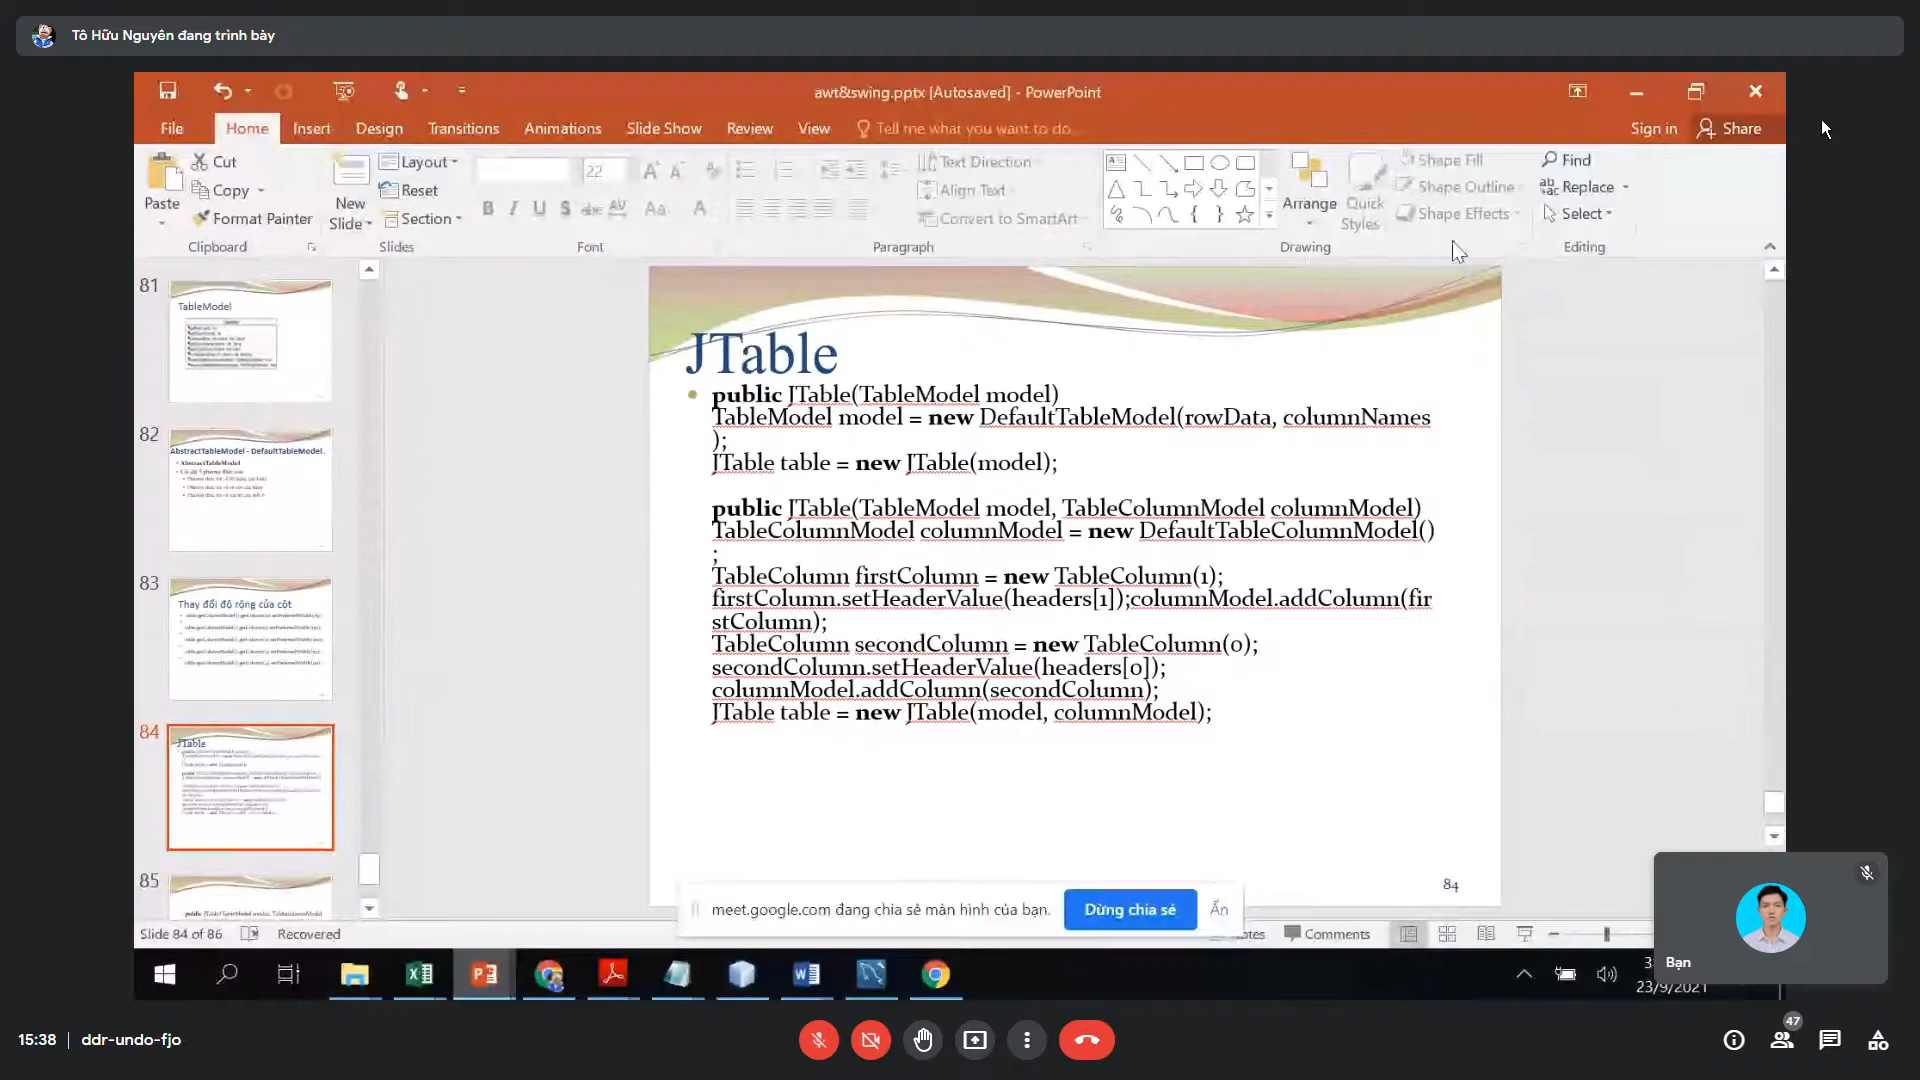 Tô Hữu Nguyên đang trình bày
awt&swing.pptx [Autosaved] - PowerPoint
File Home Insert Design Transitions Animations Slide Show Review View Tell me what you want to do... Sign in Share
Paste
Cut
Copy
Format Painter
Clipboard
New Slide
Layout
Reset
Section
Slides
22
B I U S abc AV Aa A
Font
Text Direction
Align Text
Convert to SmartArt
Paragraph
Arrange
Quick Styles
Shape Fill
Shape Outline
Shape Effects
Drawing
Find
Replace
Select
Editing
81
TableModel
82
AbstractTableModel - DefaultTableModel .
AbstractTableModel
83
Thay đổi độ rộng của cột
84
JTable
85
JTable
public JTable(TableModel model)
TableModel model = new DefaultTableModel(rowData, columnNames
);
JTable table = new JTable(model);
public JTable(TableModel model, TableColumnModel columnModel)
TableColumnModel columnModel = new DefaultTableColumnModel()
;
TableColumn firstColumn = new TableColumn(1);
firstColumn.setHeaderValue(headers[1]);columnModel.addColumn(fir
stColumn);
TableColumn secondColumn = new TableColumn(0);
secondColumn.setHeaderValue(headers[0]);
columnModel.addColumn(secondColumn);
JTable table = new JTable(model, columnModel);
84
meet.google.com đang chia sẻ màn hình của bạn. Dừng chia sẻ Ẩn
Slide 84 of 86 Recovered Comments
23/9/2021
Bạn
15:38 | ddr-undo-fjo
47